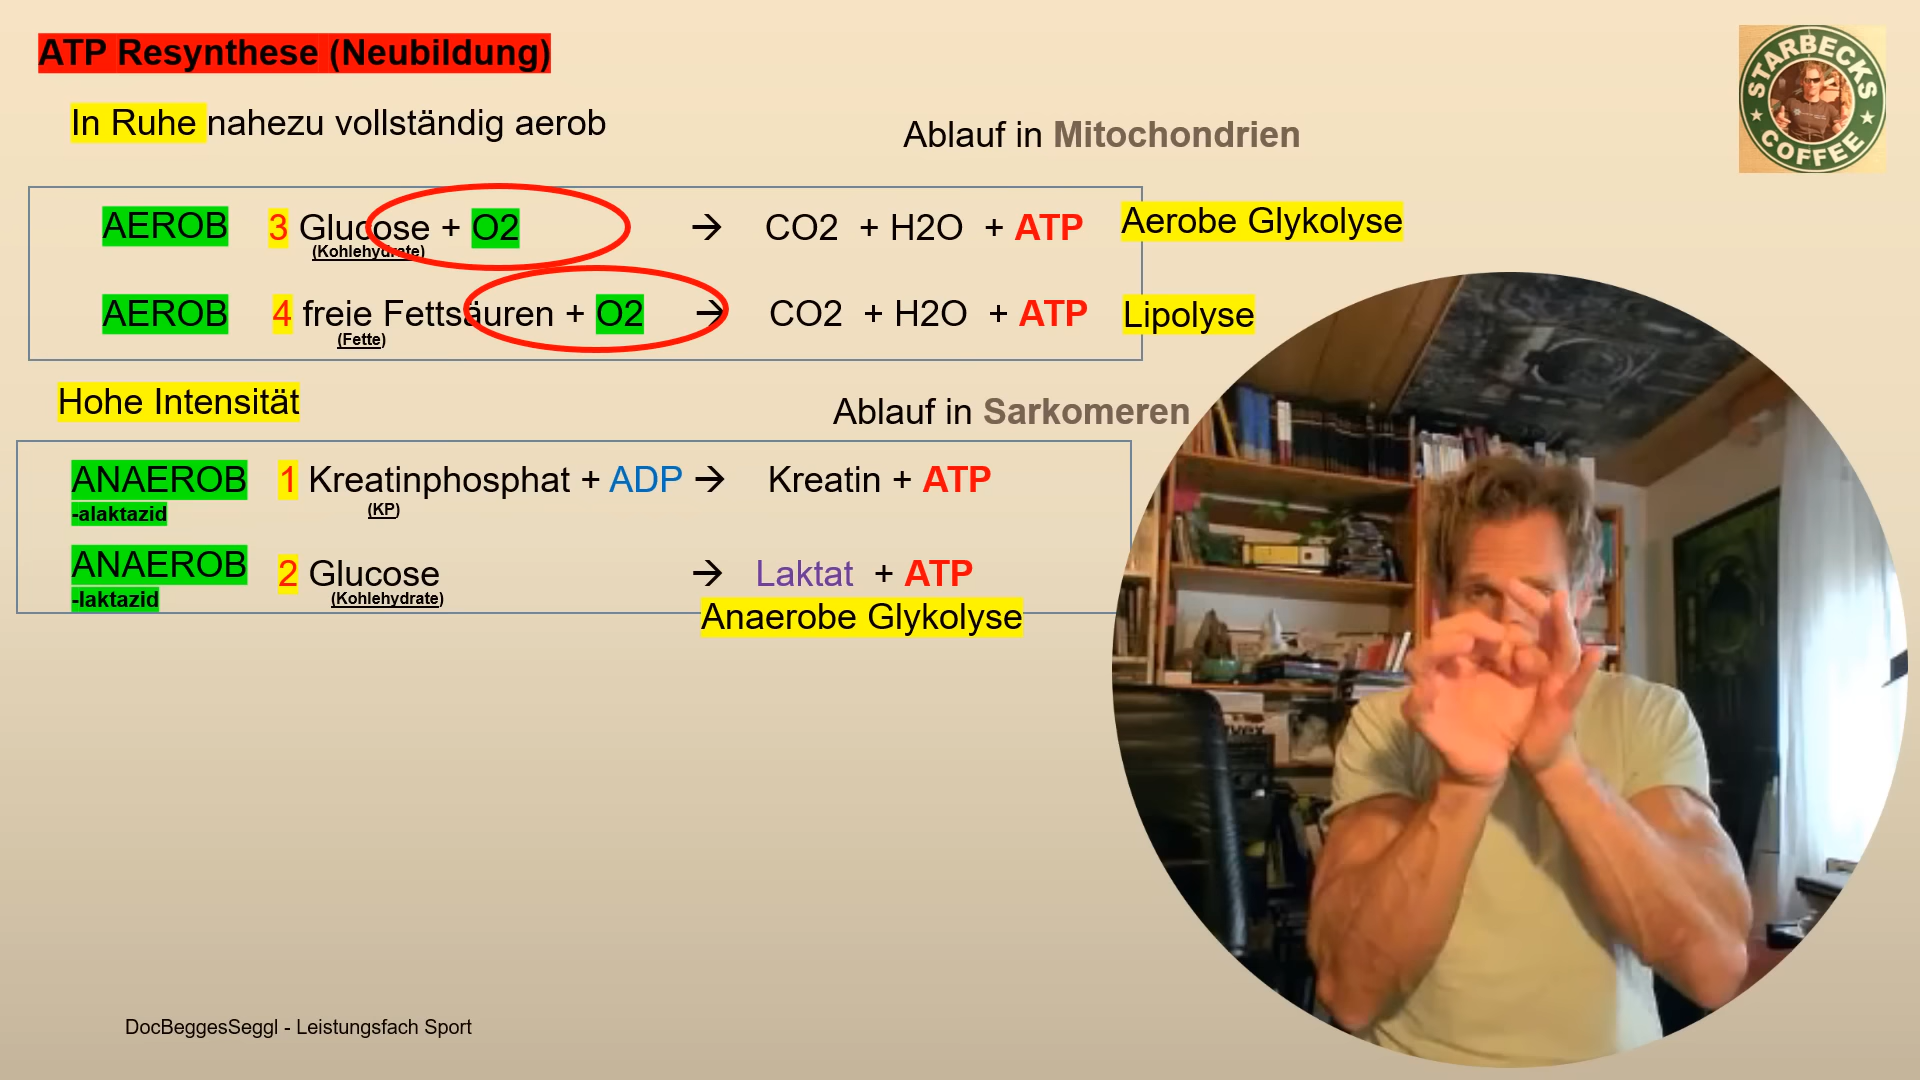 ATP Resynthese (Neubildung)
In Ruhe nahezu vollständig aerob
Ablauf in Mitochondrien
STARBECKS
COFFEE
AEROB 3 Glucose + O2 → CO2 + H2O + ATP Aerobe Glykolyse
(Kohlehydrate)
AEROB 4 freie Fettsäuren + O2 → CO2 + H2O + ATP Lipolyse
(Fette)
Hohe Intensität
Ablauf in Sarkomeren
ANAEROB 1 Kreatinphosphat + ADP → Kreatin + ATP
-alaktazid (KP)
ANAEROB 2 Glucose → Laktat + ATP
-laktazid (Kohlehydrate)
Anaerobe Glykolyse
DocBeggesSeggl - Leistungsfach Sport